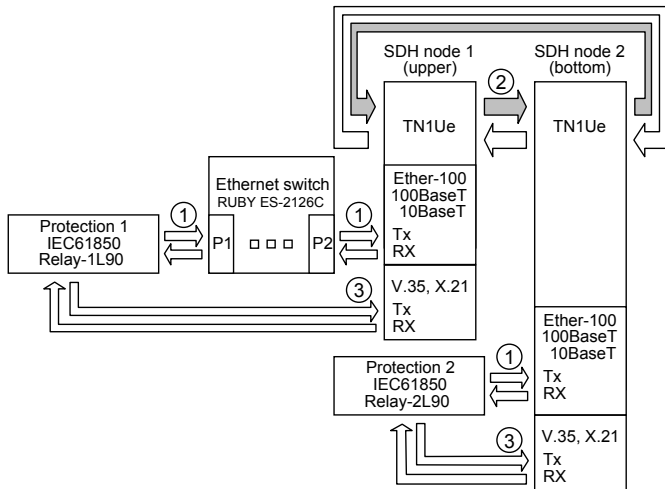 SDH node 1
(upper)
SDH node 2
(bottom)
2
TN1Ue
TN1Ue
Ethernet switch
RUBY ES-2126C
P1
P2
Ether-100
100BaseT
10BaseT
Tx
RX
1
1
Protection 1
IEC61850
Relay-1L90
3
V.35, X.21
Tx
RX
Ether-100
100BaseT
10BaseT
Tx
RX
1
Protection 2
IEC61850
Relay-2L90
3
V.35, X.21
Tx
RX